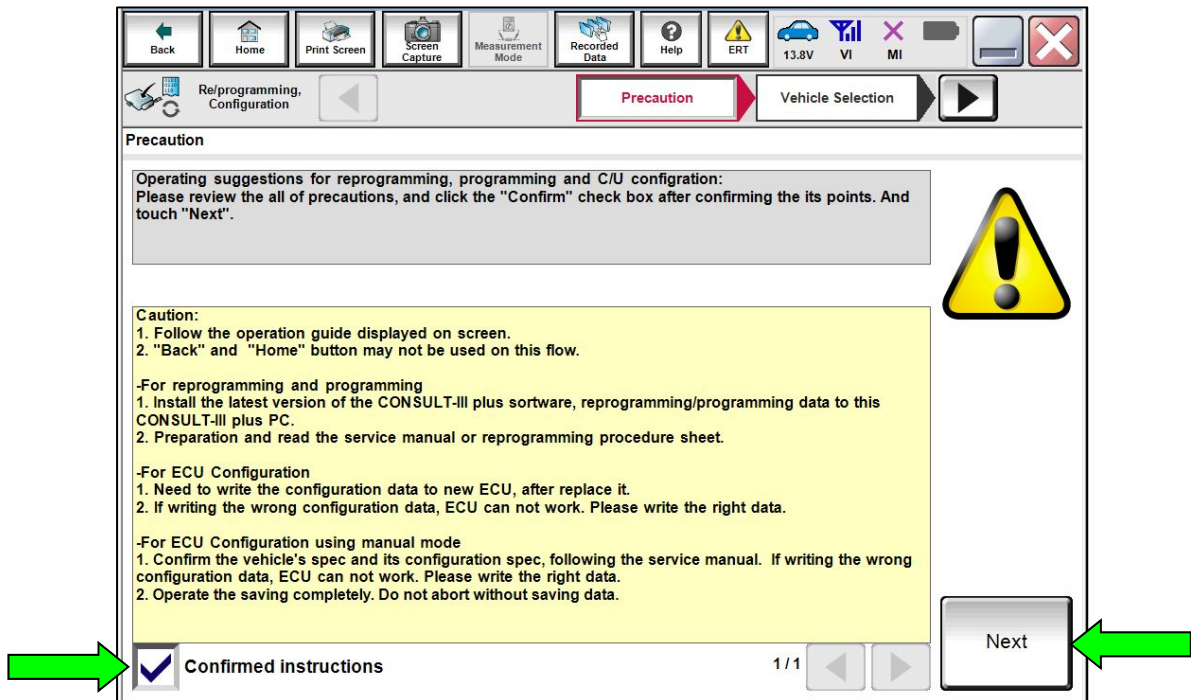 Back
Home
Print Screen
Screen
Capture
Measurement
Mode
Recorded
Data
Help
ERT
13.8V
VI
MI
Re/programming,
Configuration
Precaution
Vehicle Selection
Precaution
Operating suggestions for reprogramming, programming and C/U configration:
Please review the all of precautions, and click the "Confirm" check box after confirming the its points. And
touch "Next".
Caution:
1. Follow the operation guide displayed on screen.
2. "Back" and "Home" button may not be used on this flow.
-For reprogramming and programming
1. Install the latest version of the CONSULT-III plus sortware, reprogramming/programming data to this
CONSULT-III plus PC.
2. Preparation and read the service manual or reprogramming procedure sheet.
-For ECU Configuration
1. Need to write the configuration data to new ECU, after replace it.
2. If writing the wrong configuration data, ECU can not work. Please write the right data.
-For ECU Configuration using manual mode
1. Confirm the vehicle's spec and its configuration spec, following the service manual. If writing the wrong
configuration data, ECU can not work. Please write the right data.
2. Operate the saving completely. Do not abort without saving data.
Confirmed instructions
1/1
Next